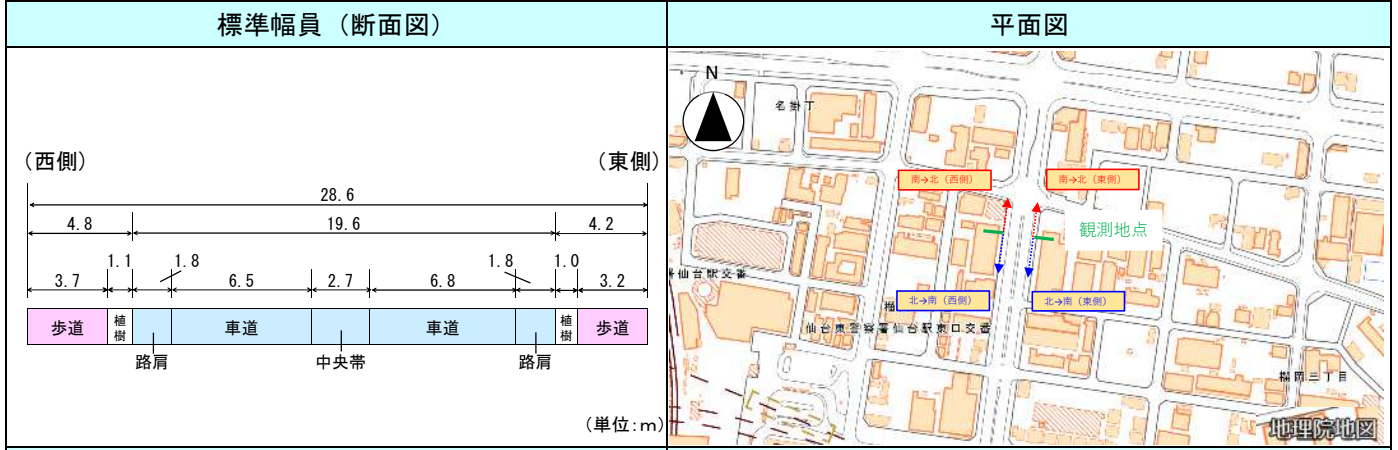 標準幅員（断面図）
平面図
（西側）
（東側）
28.6
4.8
19.6
4.2
1.1
1.8
1.8
1.0
3.7
6.5
2.7
6.8
3.2
歩道
植樹
車道
車道
植樹
歩道
路肩
中央帯
路肩
（単位:m）
N
名掛丁
南→北（西側）
南→北（東側）
観測地点
仙台駅交番
北→南（西側）
北→南（東側）
榴
仙台東警察署仙台駅東口交番
榴岡三丁目
地理院地図